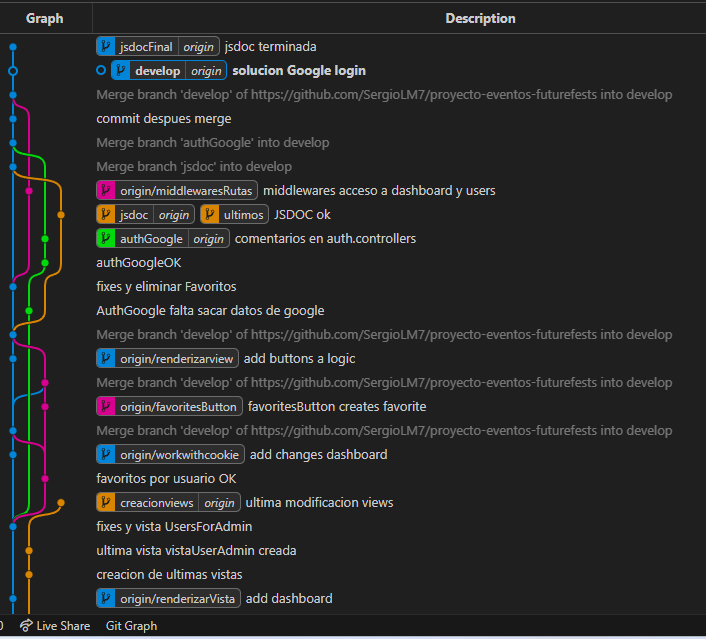 Graph Description
jsdocFinal origin jsdoc terminada
develop origin solucion Google login
Merge branch 'develop' of https://github.com/SergioLM7/proyecto-eventos-futurefests into develop
commit despues merge
Merge branch 'authGoogle' into develop
Merge branch 'jsdoc' into develop
origin/middlewaresRutas middlewares acceso a dashboard y users
jsdoc origin ultimos JSDOC ok
authGoogle origin comentarios en auth.controllers
authGoogleOK
fixes y eliminar Favoritos
AuthGoogle falta sacar datos de google
Merge branch 'develop' of https://github.com/SergioLM7/proyecto-eventos-futurefests into develop
origin/renderizarview add buttons a logic
Merge branch 'develop' of https://github.com/SergioLM7/proyecto-eventos-futurefests into develop
origin/favoritesButton favoritesButton creates favorite
Merge branch 'develop' of https://github.com/SergioLM7/proyecto-eventos-futurefests into develop
origin/workwithcookie add changes dashboard
favoritos por usuario OK
creacionviews origin ultima modificacion views
fixes y vista UsersForAdmin
ultima vista vistaUserAdmin creada
creacion de ultimas vistas
origin/renderizarVista add dashboard
0 Live Share Git Graph